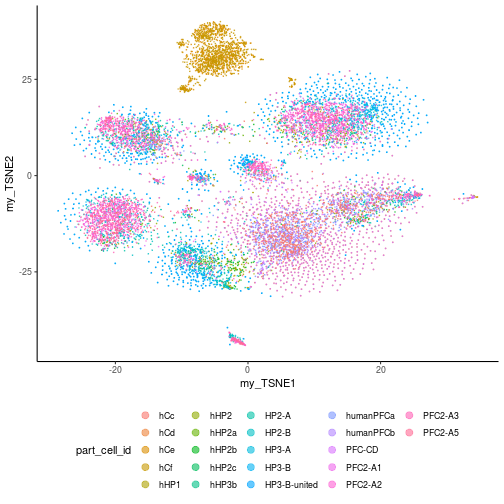 25
0
-25
my_TSNE2
-20
0
20
my_TSNE1
part_cell_id
hCc
hCd
hCe
hCf
hHP1
hHP2
hHP2a
hHP2b
hHP2c
hHP3b
HP2-A
HP2-B
HP3-A
HP3-B
HP3-B-united
humanPFCa
humanPFCb
PFC-CD
PFC2-A1
PFC2-A2
PFC2-A3
PFC2-A5